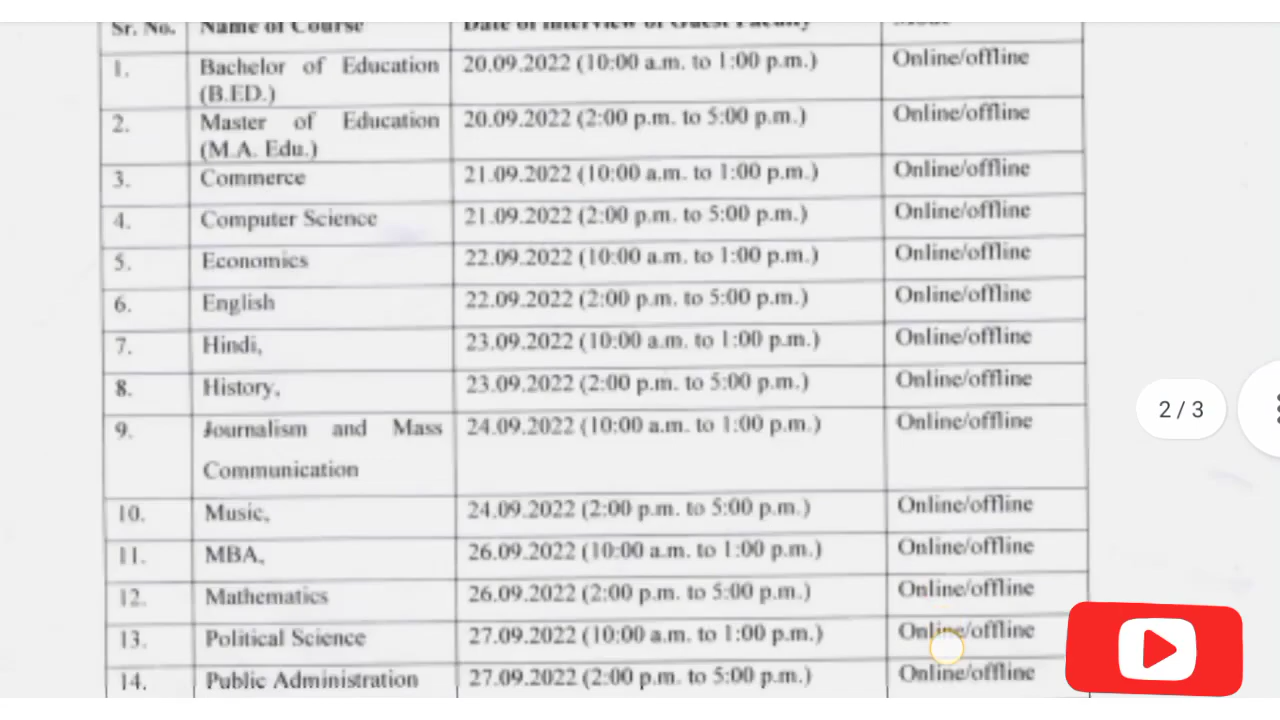 Sr. No. Name of Course Date of Interview of Guest Faculty Mode
1. Bachelor of Education 20.09.2022 (10:00 a.m. to 1:00 p.m.) Online/offline
(B.ED.)
2. Master of Education 20.09.2022 (2:00 p.m. to 5:00 p.m.) Online/offline
(M.A. Edu.)
3. Commerce 21.09.2022 (10:00 a.m. to 1:00 p.m.) Online/offline
4. Computer Science 21.09.2022 (2:00 p.m. to 5:00 p.m.) Online/offline
5. Economics 22.09.2022 (10:00 a.m. to 1:00 p.m.) Online/offline
6. English 22.09.2022 (2:00 p.m. to 5:00 p.m.) Online/offline
7. Hindi, 23.09.2022 (10:00 a.m. to 1:00 p.m.) Online/offline
8. History, 23.09.2022 (2:00 p.m. to 5:00 p.m.) Online/offline
9. Journalism and Mass 24.09.2022 (10:00 a.m. to 1:00 p.m.) Online/offline
Communication
2 / 3
10. Music, 24.09.2022 (2:00 p.m. to 5:00 p.m.) Online/offline
11. MBA, 26.09.2022 (10:00 a.m. to 1:00 p.m.) Online/offline
12. Mathematics 26.09.2022 (2:00 p.m. to 5:00 p.m.) Online/offline
13. Political Science 27.09.2022 (10:00 a.m. to 1:00 p.m.) Online/offline
14. Public Administration 27.09.2022 (2:00 p.m. to 5:00 p.m.) Online/offline